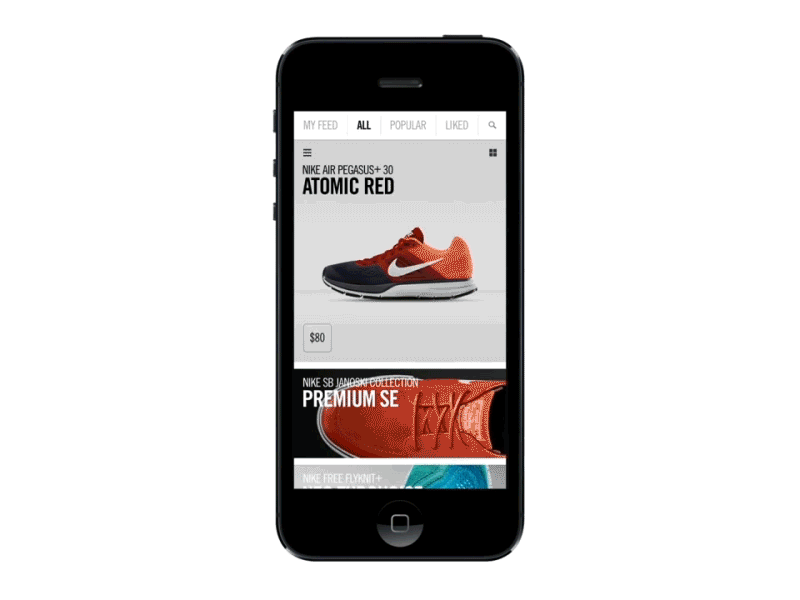 MY FEED ALL POPULAR LIKED
NIKE AIR PEGASUS+ 30
ATOMIC RED
$80
NIKE SB JANOSKI COLLECTION
PREMIUM SE
NIKE FREE FLYKNIT+